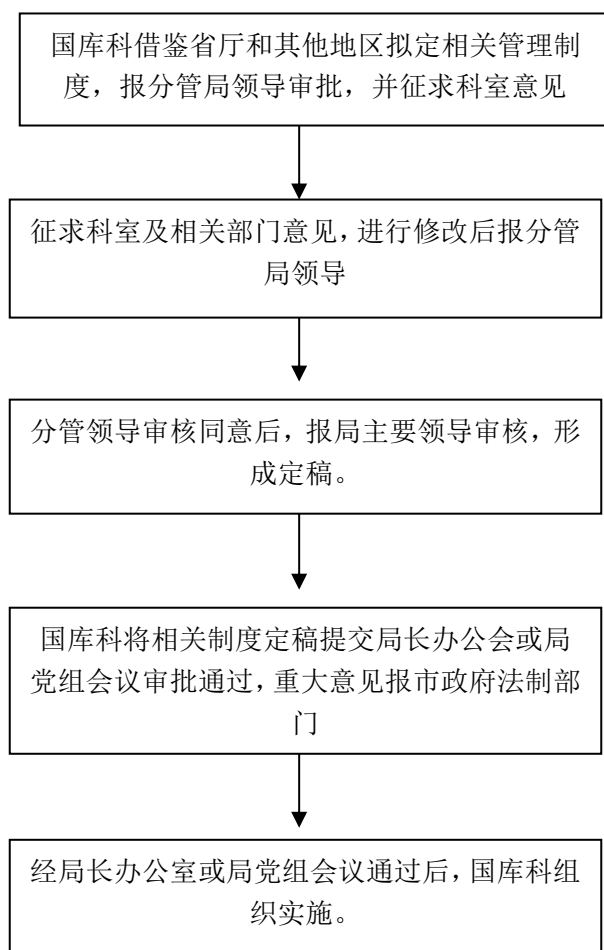 国库科借鉴省厅和其他地区拟定相关管理制
度，报分管局领导审批，并征求科室意见
征求科室及相关部门意见，进行修改后报分管
局领导
分管领导审核同意后，报局主要领导审核，形
成定稿。
国库科将相关制度定稿提交局长办公会或局
党组会议审批通过，重大意见报市政府法制部
门
经局长办公室或局党组会议通过后，国库科组
织实施。